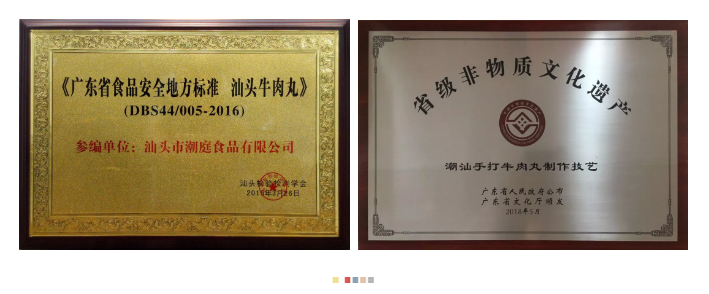 《广东省食品安全地方标准 汕头牛肉丸》
(DBS44/005-2016)
参编单位：汕头市潮庭食品有限公司
省级非物质文化遗产
潮汕手打牛肉丸制作技艺
广东省人民政府公布
广东省文化厅颁发